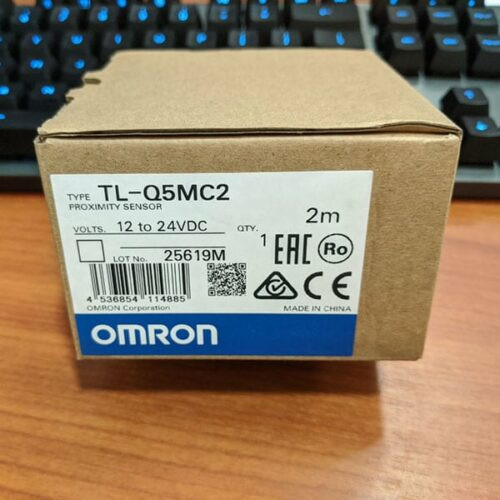 TYPE TL-Q5MC2
PROXIMITY SENSOR
2m
VOLTS. 12 to 24VDC QTY. 1
LOT No. 25619M
EAC Ro
4 536854 114885
CE
OMRON Corporation
MADE IN CHINA
OMRON